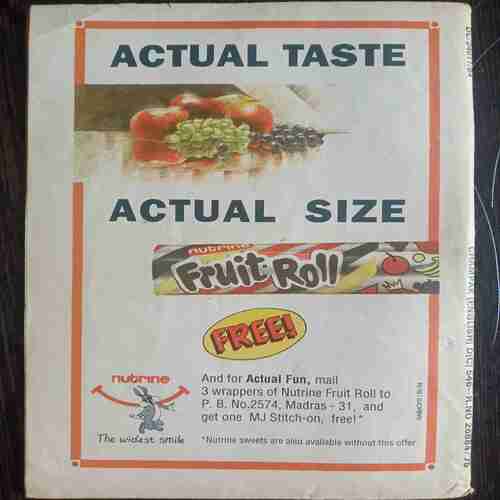 ACTUAL TASTE
ACTUAL SIZE
nutrine
Fruit Roll
FREE!
nutrine
The widest smile
And for Actual Fun, mail
3 wrappers of Nutrine Fruit Roll to
P. B. No.2574, Madras - 31, and
get one MJ Stitch-on, free!*
*Nutrine sweets are also available without this offer
CHAMPAK (ENGLISH)